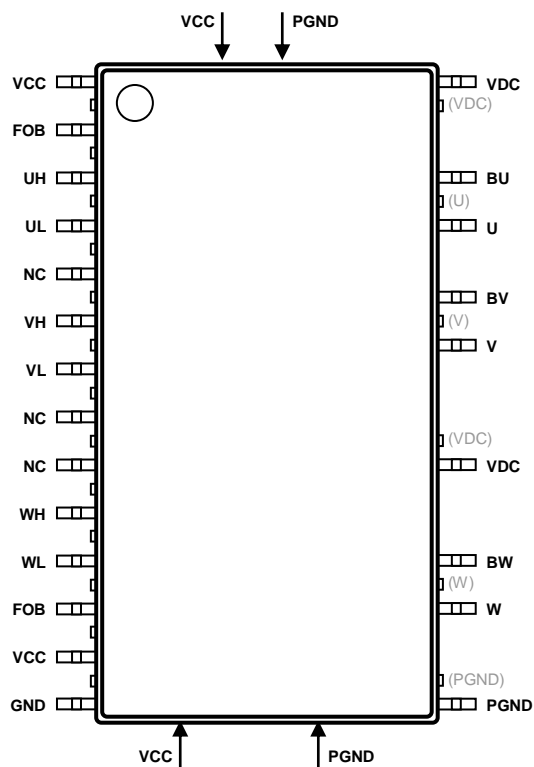 VCC PGND
VCC VDC
(VDC)
FOB
UH BU
(U)
UL U
NC
BV
VH (V)
V
VL
NC
(VDC)
NC VDC
WH
WL BW
(W)
FOB W
VCC
(PGND)
GND PGND
VCC PGND